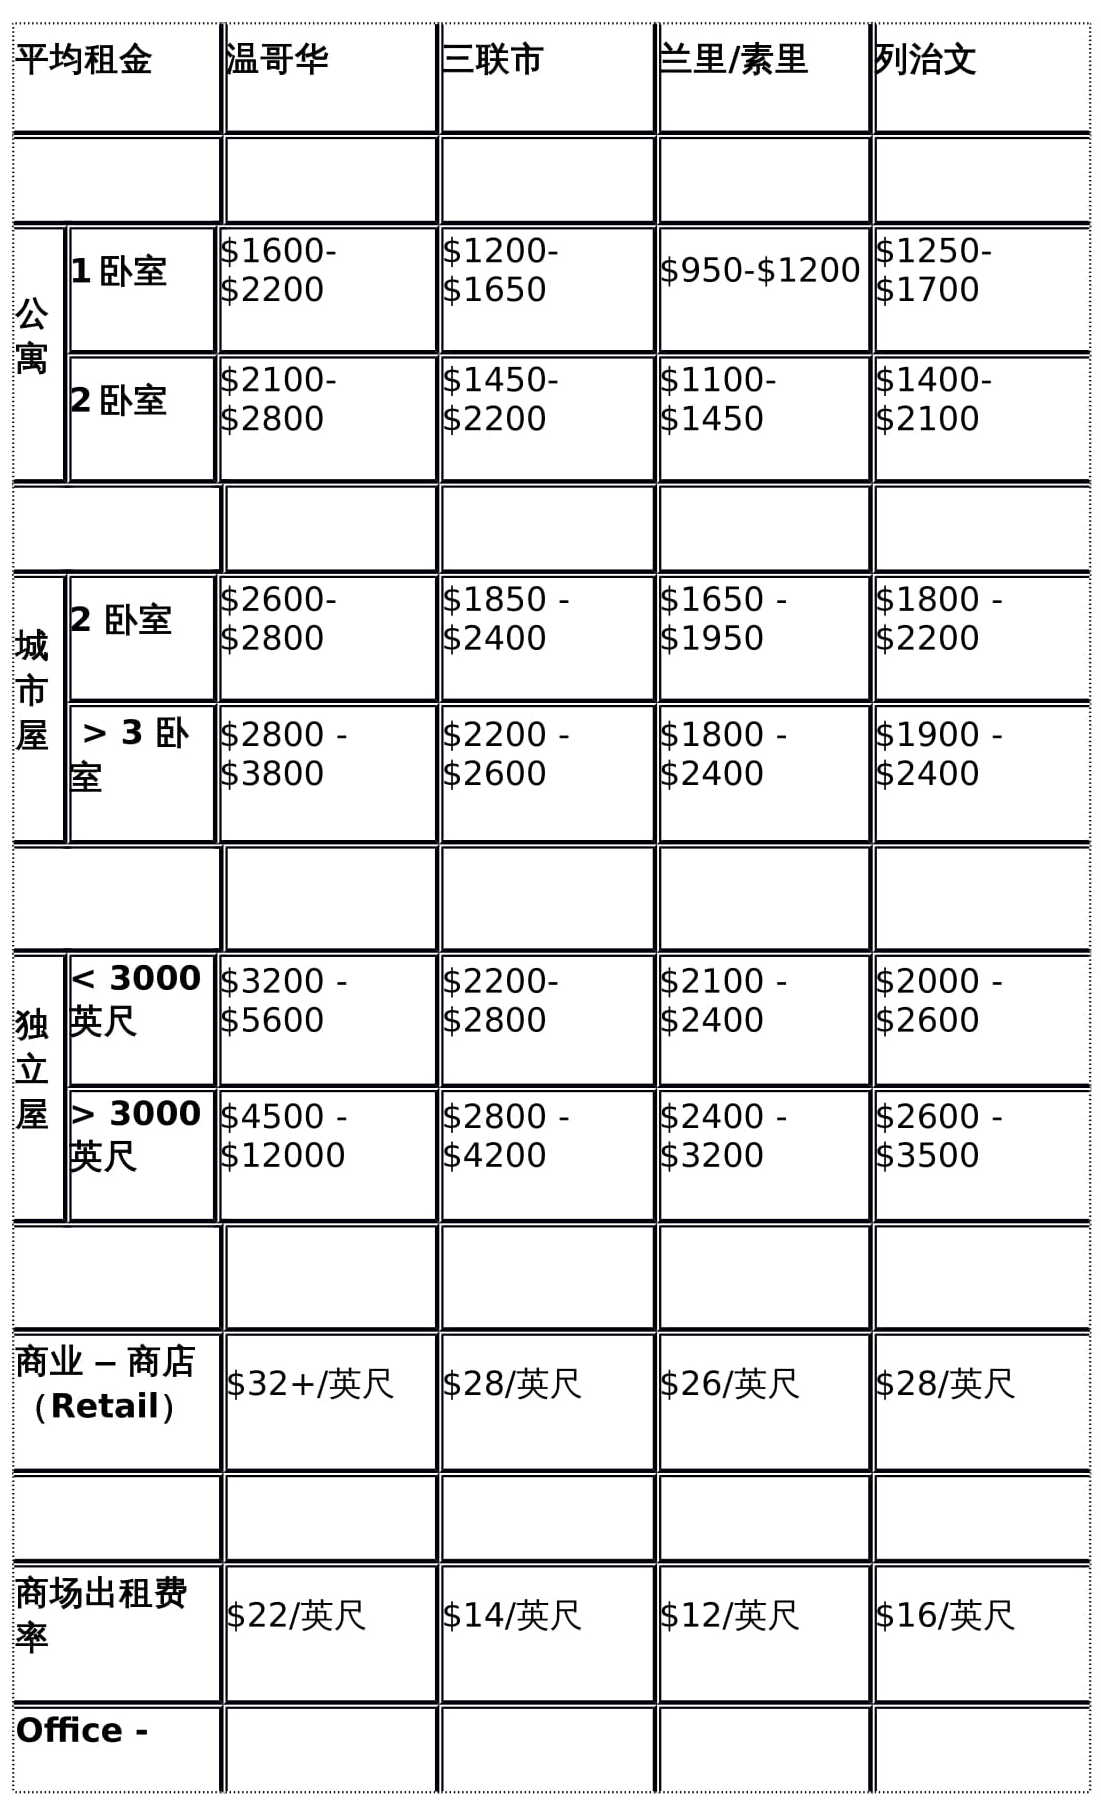 平均租金 温哥华 三联市 兰里/素里 列治文
公
寓
1 卧室
$1600-
$2200
$1200-
$1650
$950-$1200
$1250-
$1700
2 卧室
$2100-
$2800
$1450-
$2200
$1100-
$1450
$1400-
$2100
城
市
屋
2 卧室
$2600-
$2800
$1850 -
$2400
$1650 -
$1950
$1800 -
$2200
> 3 卧
室
$2800 -
$3800
$2200 -
$2600
$1800 -
$2400
$1900 -
$2400
独
立
屋
< 3000
英尺
$3200 -
$5600
$2200-
$2800
$2100 -
$2400
$2000 -
$2600
> 3000
英尺
$4500 -
$12000
$2800 -
$4200
$2400 -
$3200
$2600 -
$3500
商业 – 商店
（Retail）
$32+/英尺
$28/英尺
$26/英尺
$28/英尺
商场出租费
率
$22/英尺
$14/英尺
$12/英尺
$16/英尺
Office -